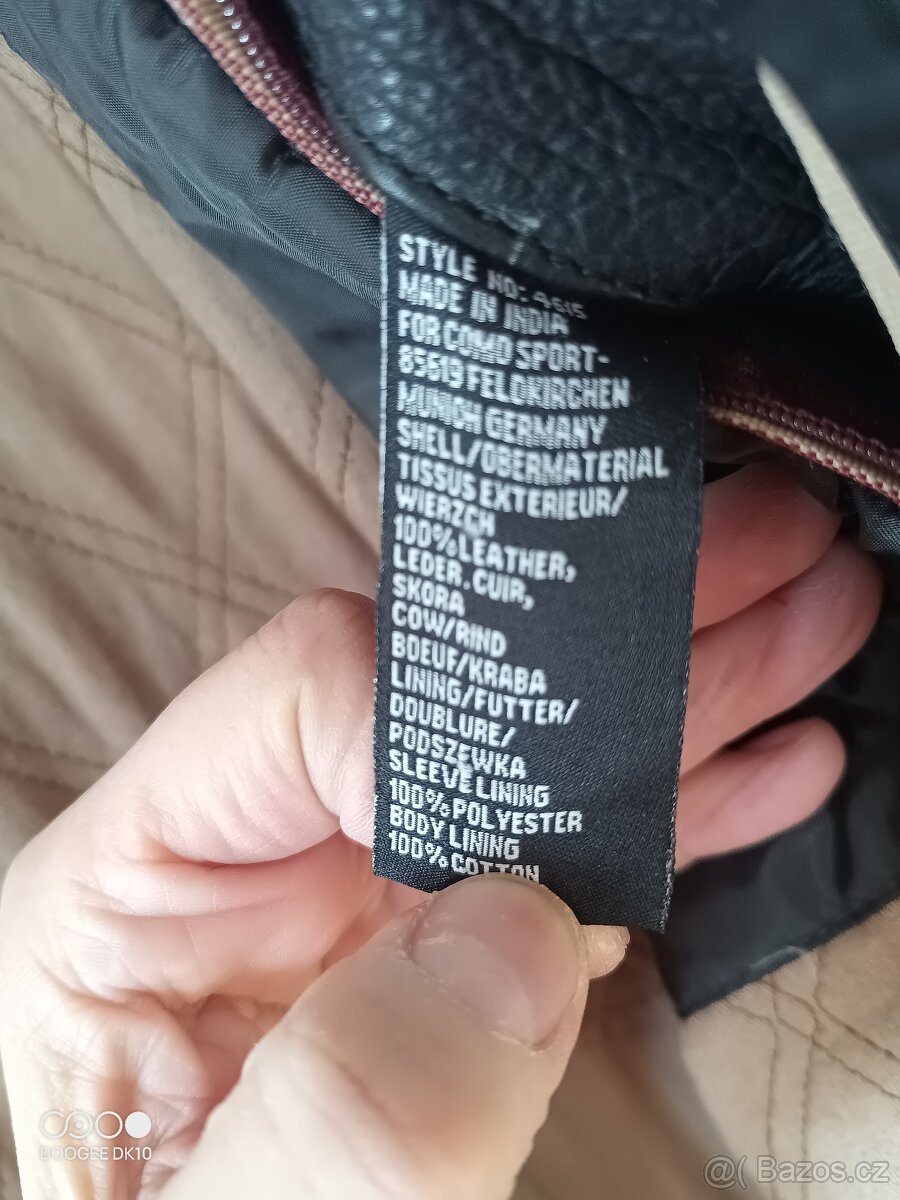 STYLE NO: 4515
MADE IN INDIA
FOR COMO SPORT-
85619 FELDKIRCHEN
MUNICH GERMANY
SHELL/OBERMATERIAL
TISSUS EXTERIEUR/
WIERZCH
100% LEATHER,
LEDER.CUIR,
SKORA
COW/RIND
BOEUF/KRABA
LINING/FUTTER/
DOUBLURE/
PODSZEWKA
SLEEVE LINING
100% POLYESTER
BODY LINING
100% COTTON
DOOGEE DK10
@( Bazos.cz